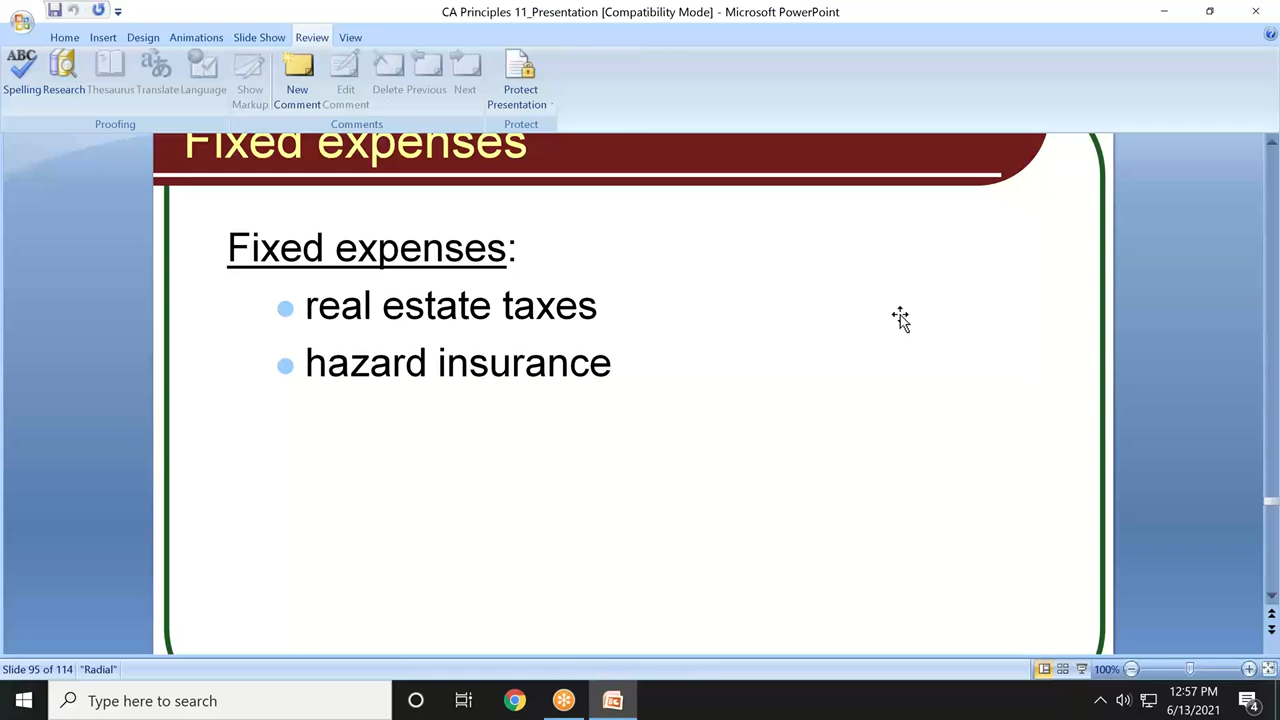 CA Principles 11_Presentation [Compatibility Mode] - Microsoft PowerPoint
Home Insert Design Animations Slide Show Review View
ABC
Spelling Research Thesaurus Translate Language Show Markup New Comment Edit Comment Delete Previous Next Protect Presentation
Proofing Comments Protect
Fixed expenses
Fixed expenses:
real estate taxes
hazard insurance
Slide 95 of 114 "Radial" 100%
Type here to search
12:57 PM
6/13/2021
4